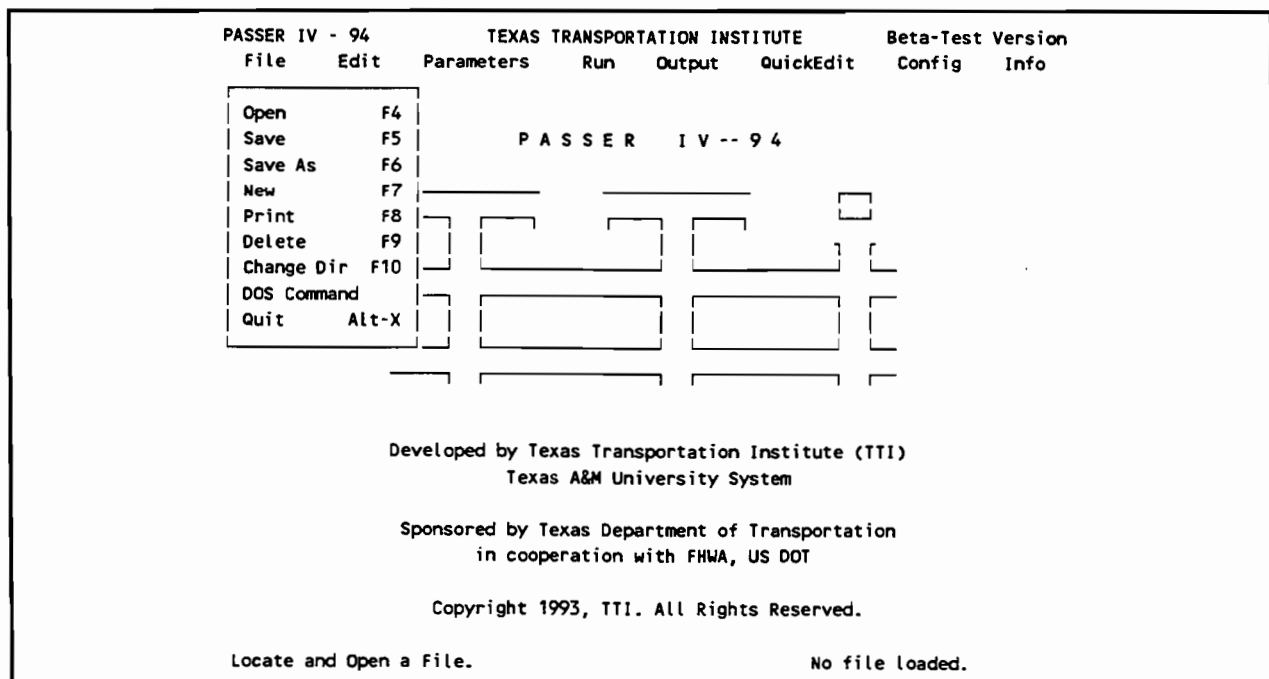 PASSER IV - 94 TEXAS TRANSPORTATION INSTITUTE Beta-Test Version
File Edit Parameters Run Output QuickEdit Config Info
Open F4
Save F5
P A S S E R I V -- 9 4
Save As F6
New F7
Print F8
Delete F9
Change Dir F10
DOS Command
Quit Alt-X
Developed by Texas Transportation Institute (TTI)
Texas A&M University System
Sponsored by Texas Department of Transportation
in cooperation with FHWA, US DOT
Copyright 1993, TTI. All Rights Reserved.
Locate and Open a File. No file loaded.